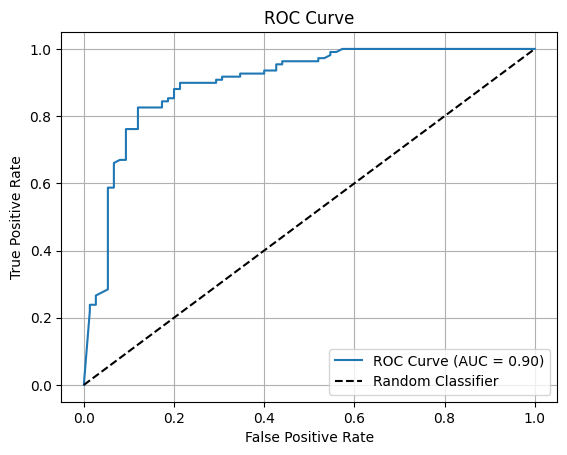 ROC Curve
True Positive Rate
1.0
0.8
0.6
0.4
0.2
0.0
0.0 0.2 0.4 0.6 0.8 1.0
False Positive Rate
ROC Curve (AUC = 0.90)
Random Classifier